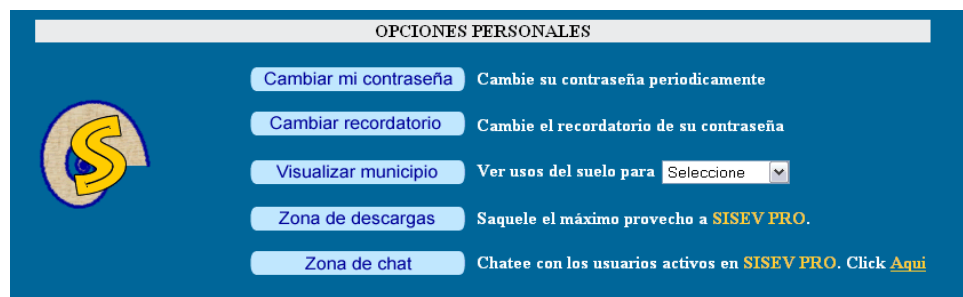 OPCIONES PERSONALES
Cambiar mi contraseña Cambie su contraseña periodicamente
Cambiar recordatorio Cambie el recordatorio de su contraseña
Visualizar municipio Ver usos del suelo para Seleccione
Zona de descargas Saquele el máximo provecho a SISEV PRO.
Zona de chat Chatee con los usuarios activos en SISEV PRO. Click Aqui
S